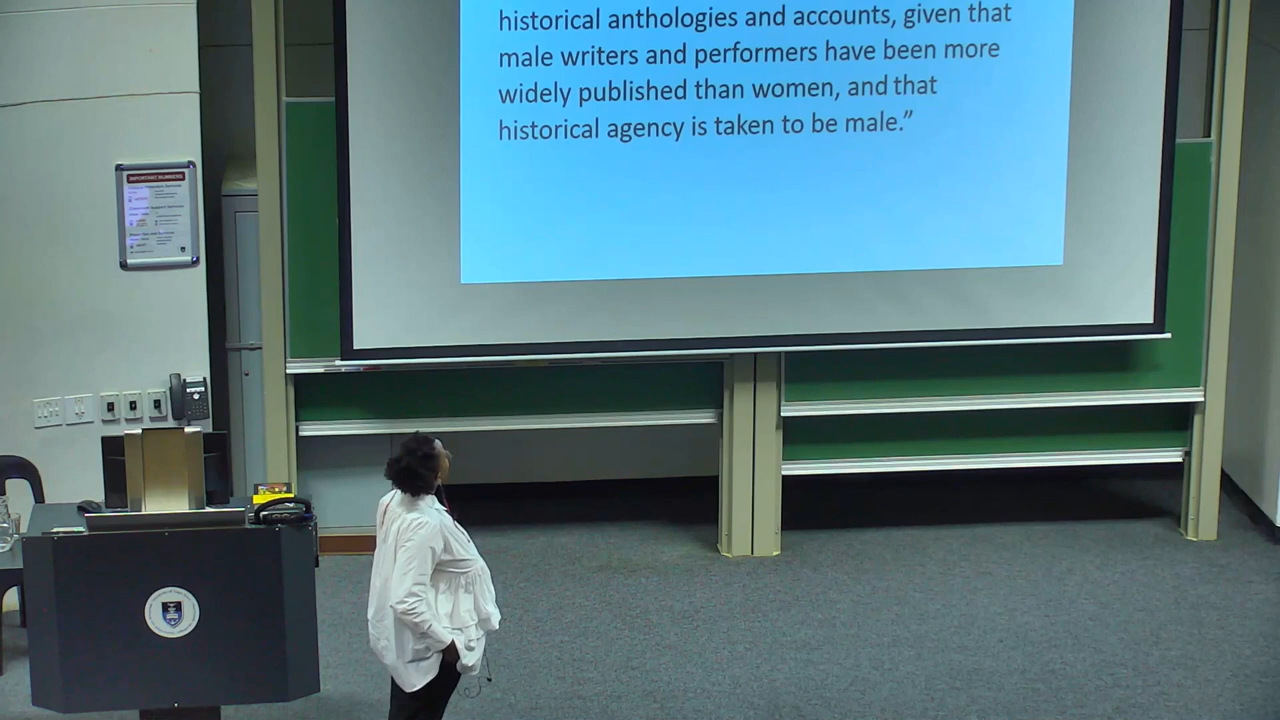 historical anthologies and accounts, given that
male writers and performers have been more
widely published than women, and that
historical agency is taken to be male.”
IMPORTANT NUMBERS